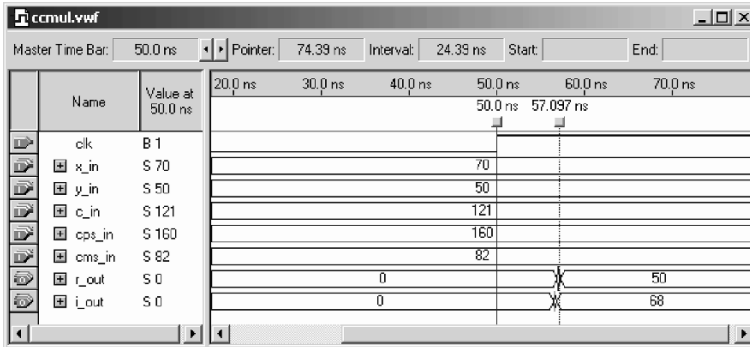 ccmul.vwf
Master Time Bar: 50.0 ns Pointer: 74.39 ns Interval: 24.39 ns Start: End:
Name Value at 50.0 ns 20.0 ns 30.0 ns 40.0 ns 50.0 ns 60.0 ns 70.0 ns
50.0 ns 57.097 ns
clk B 1
x_in S 70 70
y_in S 50 50
c_in S 121 121
cps_in S 160 160
cms_in S 82 82
r_out S 0 0 50
i_out S 0 0 68